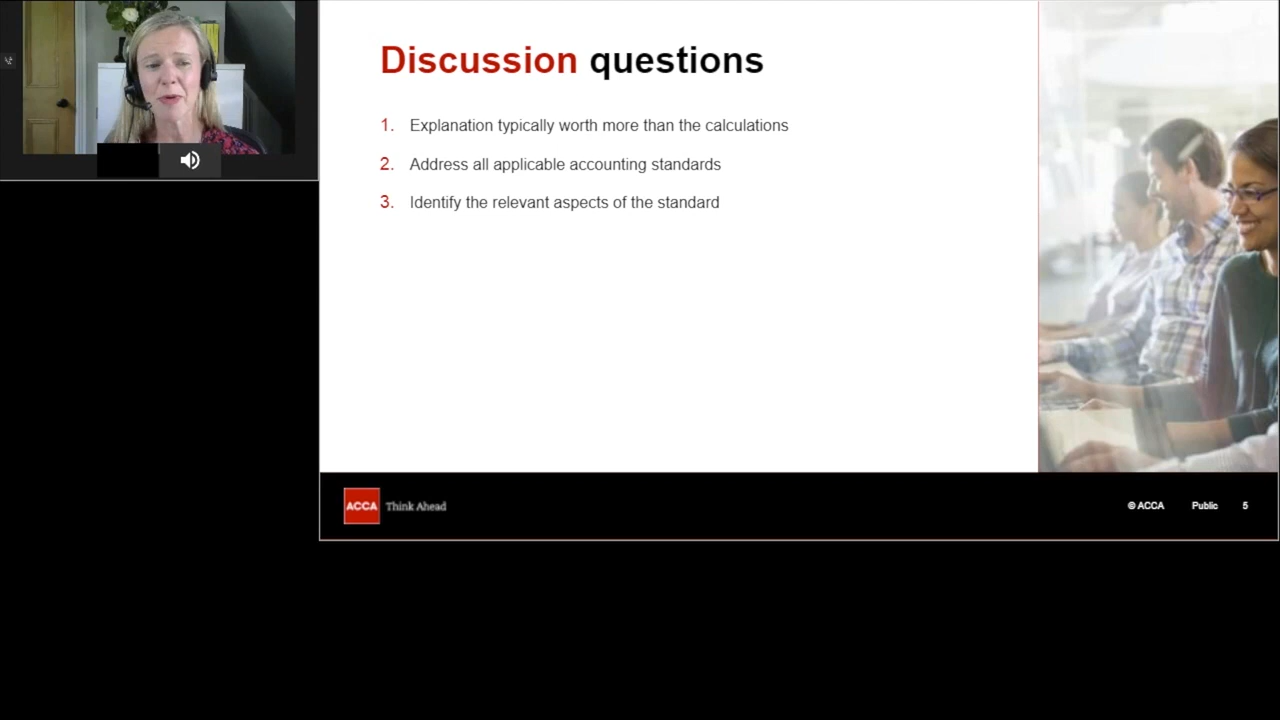 Discussion questions
1. Explanation typically worth more than the calculations
2. Address all applicable accounting standards
3. Identify the relevant aspects of the standard
ACCA Think Ahead
© ACCA Public 5